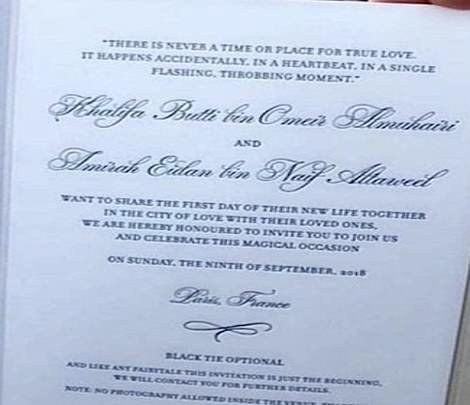 "THERE IS NEVER A TIME OR PLACE FOR TRUE LOVE.
IT HAPPENS ACCIDENTALLY, IN A HEARTBEAT, IN A SINGLE
FLASHING, THROBBING MOMENT."
Khalifa Butti bin Omeir Almuhairi
AND
Amirah Eidan bin Naif Altaweel
WANT TO SHARE THE FIRST DAY OF THEIR NEW LIFE TOGETHER
IN THE CITY OF LOVE WITH THEIR LOVED ONES,
WE ARE HEREBY HONOURED TO INVITE YOU TO JOIN US
AND CELEBRATE THIS MAGICAL OCCASION
ON SUNDAY, THE NINTH OF SEPTEMBER, 2018
Paris, France
BLACK TIE OPTIONAL
AND LIKE ANY FAIRYTALE THIS INVITATION IS JUST THE BEGINNING,
WE WILL CONTACT YOU FOR FURTHER DETAILS.
NOTE: NO PHOTOGRAPHY ALLOWED INSIDE THE VENUE.